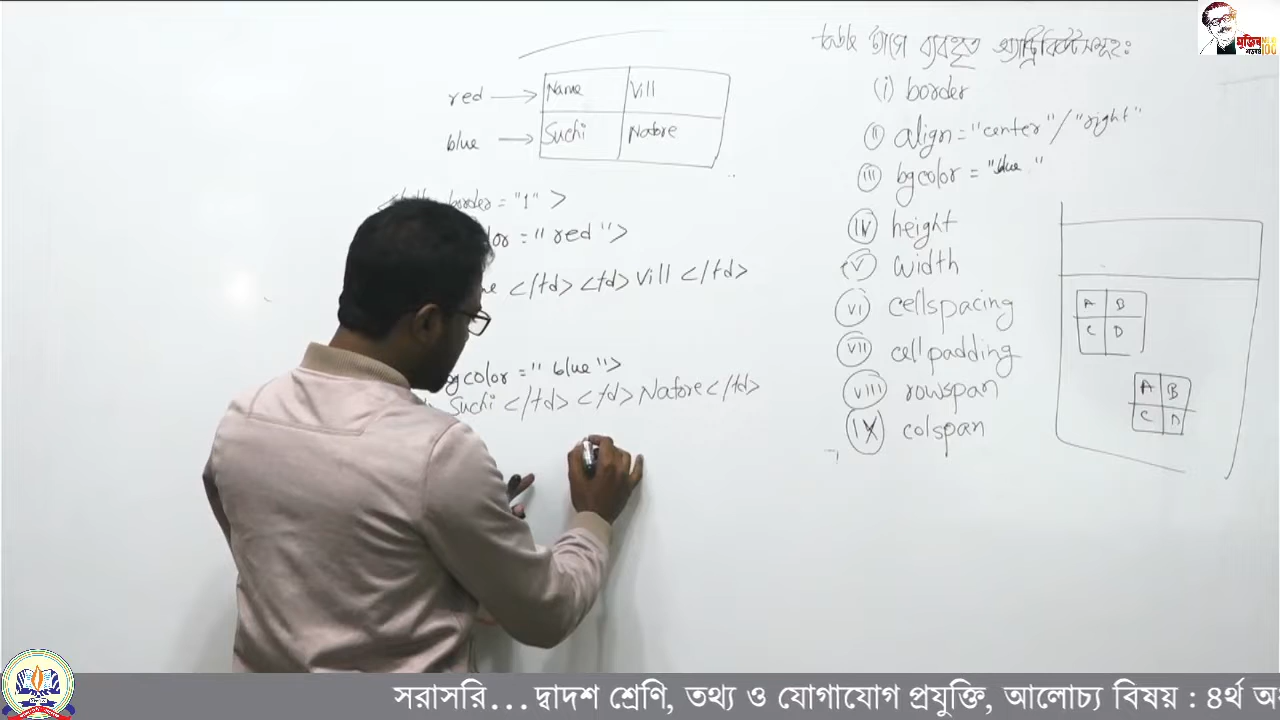 table ট্যাগে ব্যবহৃত অ্যাট্রিবিউটসমূহঃ
(i) border
(ii) align="center"/"right"
(iii) bgcolor = "blue"
(iv) height
(v) width
(vi) cellspacing
(vii) cellpadding
(viii) rowspan
(ix) colspan
red → Name Vill
blue → Suchi Natore
border = "1" >
="red">
</td> <td> Vill </td>
bgcolor = "blue">
Suchi </td> <td> Natore </td>
A B
C D
A B
C D
মুজিব
100
সরাসরি... দ্বাদশ শ্রেণি, তথ্য ও যোগাযোগ প্রযুক্তি, আলোচ্য বিষয় : ৪র্থ